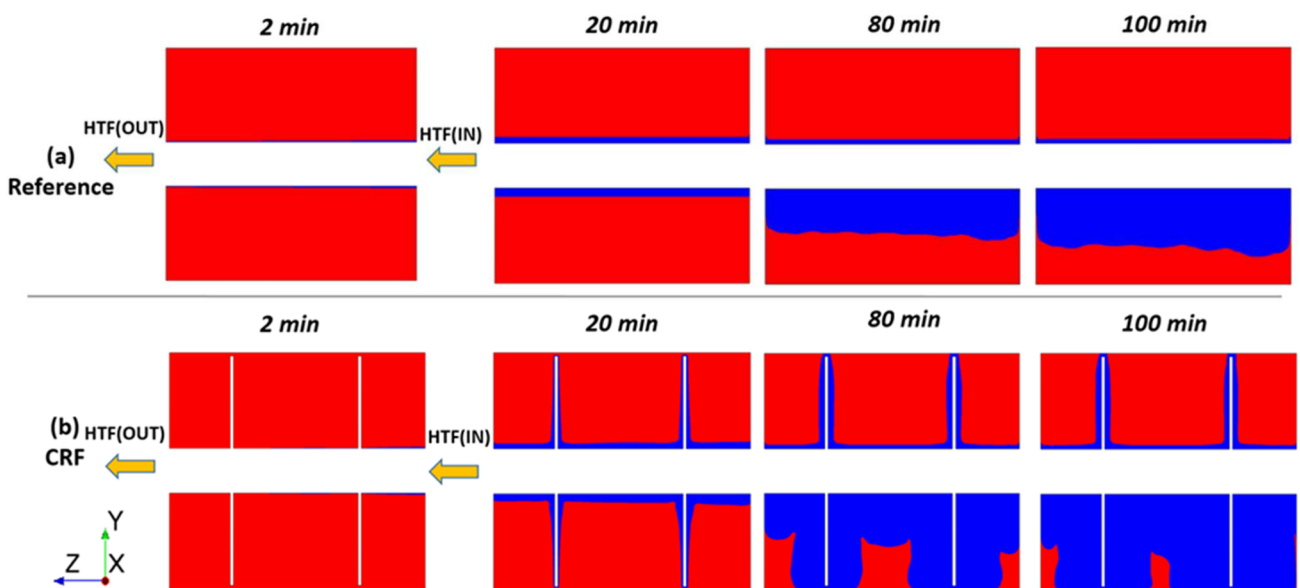 2 min
20 min
80 min
100 min
HTF(OUT)
HTF(IN)
(a)
Reference
2 min
20 min
80 min
100 min
(b)
HTF(OUT)
HTF(IN)
CRF
Y
Z
X